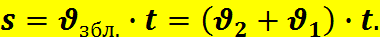 s = ϑзбл. · t = (ϑ₂ + ϑ₁) · t.